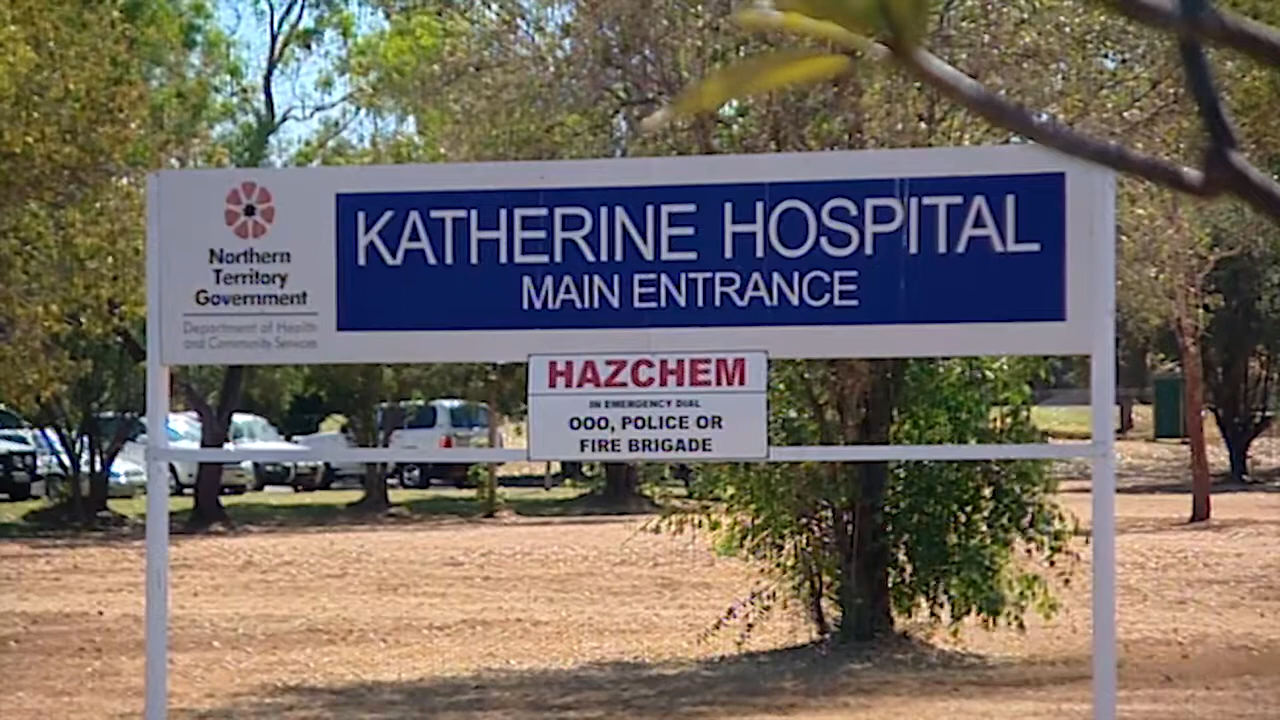 Northern
Territory
Government
Department of Health
and Community Services
KATHERINE HOSPITAL
MAIN ENTRANCE
HAZCHEM
IN EMERGENCY DIAL
000, POLICE OR
FIRE BRIGADE